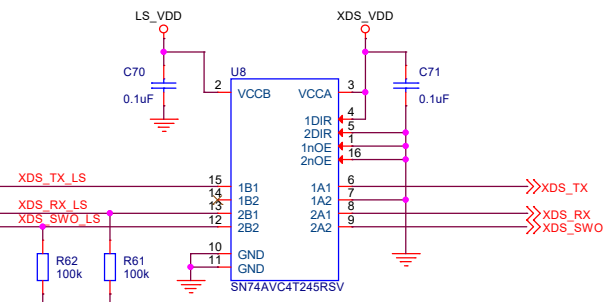 LS_VDD
XDS_VDD
C70
0.1uF
U8
C71
0.1uF
2
VCCB
VCCA
3
1DIR
4
2DIR
5
1nOE
1
2nOE
16
XDS_TX_LS
15
1B1
1A1
6
XDS_TX
14
1B2
1A2
7
XDS_RX_LS
13
2B1
2A1
8
XDS_RX
XDS_SWO_LS
12
2B2
2A2
9
XDS_SWO
10
GND
11
GND
R62
100k
R61
100k
SN74AVC4T245RSV